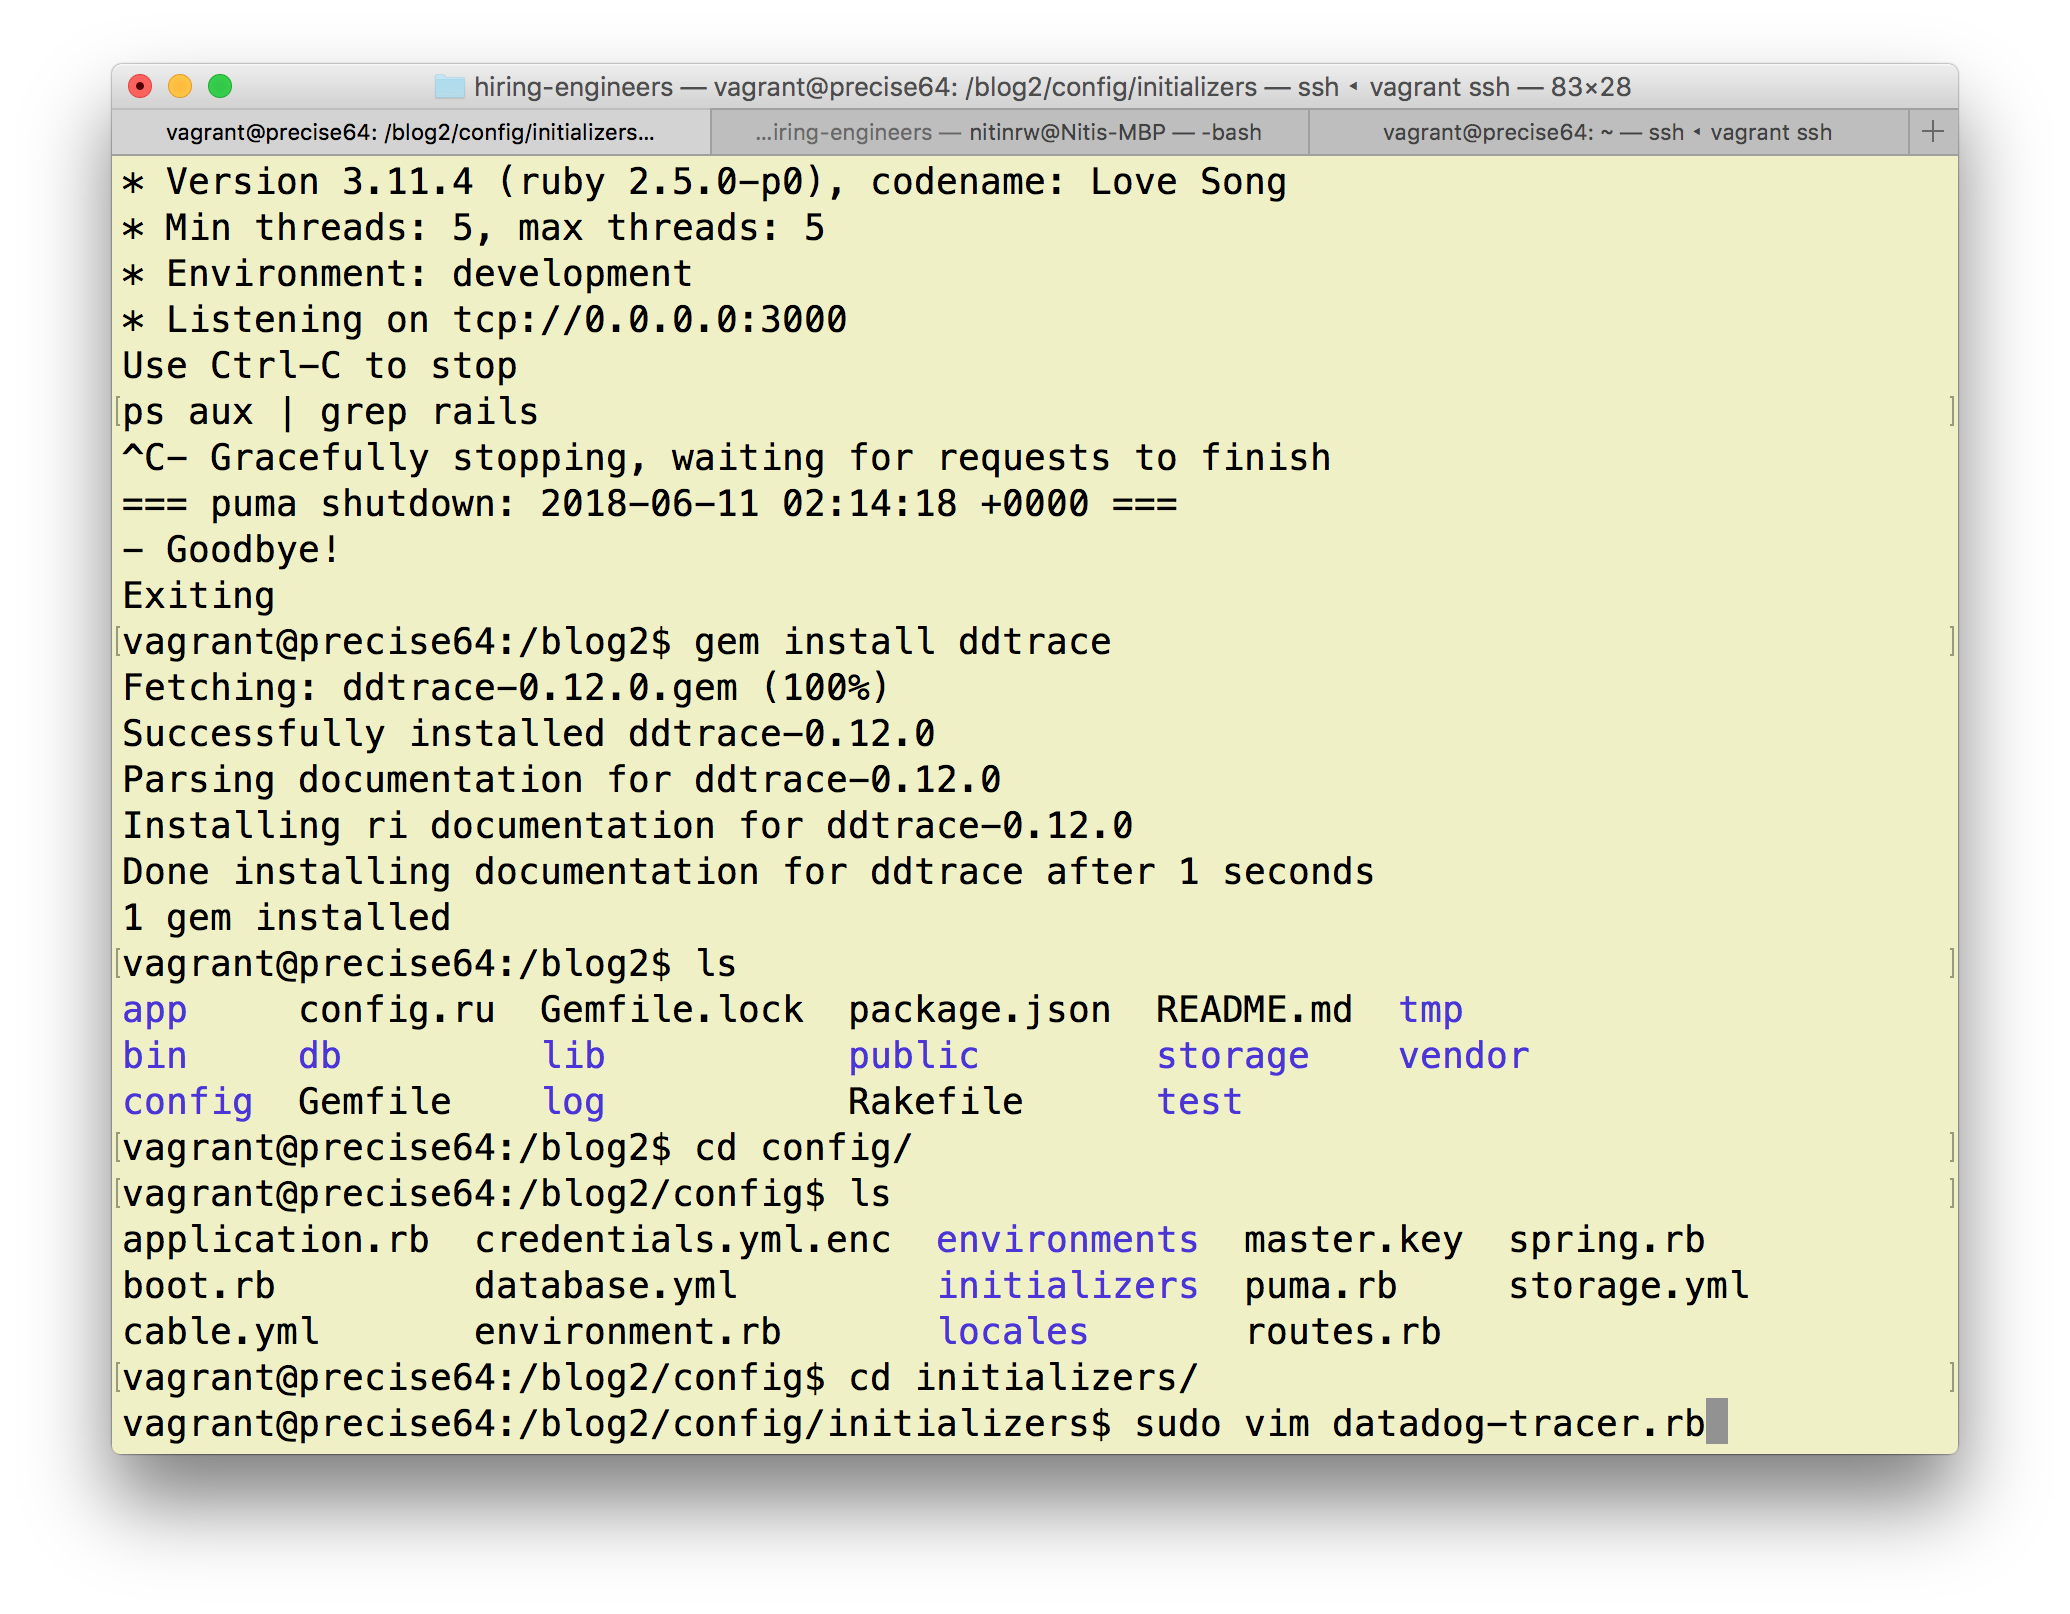 hiring-engineers — vagrant@precise64: /blog2/config/initializers — ssh ◂ vagrant ssh — 83×28
vagrant@precise64: /blog2/config/initializers... ...iring-engineers — nitinrw@Nitis-MBP — -bash vagrant@precise64: ~ — ssh ◂ vagrant ssh +
* Version 3.11.4 (ruby 2.5.0-p0), codename: Love Song
* Min threads: 5, max threads: 5
* Environment: development
* Listening on tcp://0.0.0.0:3000
Use Ctrl-C to stop
[ps aux | grep rails ]
^C- Gracefully stopping, waiting for requests to finish
=== puma shutdown: 2018-06-11 02:14:18 +0000 ===
- Goodbye!
Exiting
[vagrant@precise64:/blog2$ gem install ddtrace ]
Fetching: ddtrace-0.12.0.gem (100%)
Successfully installed ddtrace-0.12.0
Parsing documentation for ddtrace-0.12.0
Installing ri documentation for ddtrace-0.12.0
Done installing documentation for ddtrace after 1 seconds
1 gem installed
[vagrant@precise64:/blog2$ ls ]
app     config.ru  Gemfile.lock  package.json  README.md  tmp
bin     db         lib           public        storage    vendor
config  Gemfile    log           Rakefile      test
[vagrant@precise64:/blog2$ cd config/ ]
[vagrant@precise64:/blog2/config$ ls ]
application.rb  credentials.yml.enc  environments  master.key  spring.rb
boot.rb         database.yml         initializers  puma.rb     storage.yml
cable.yml       environment.rb       locales       routes.rb
[vagrant@precise64:/blog2/config$ cd initializers/ ]
vagrant@precise64:/blog2/config/initializers$ sudo vim datadog-tracer.rb